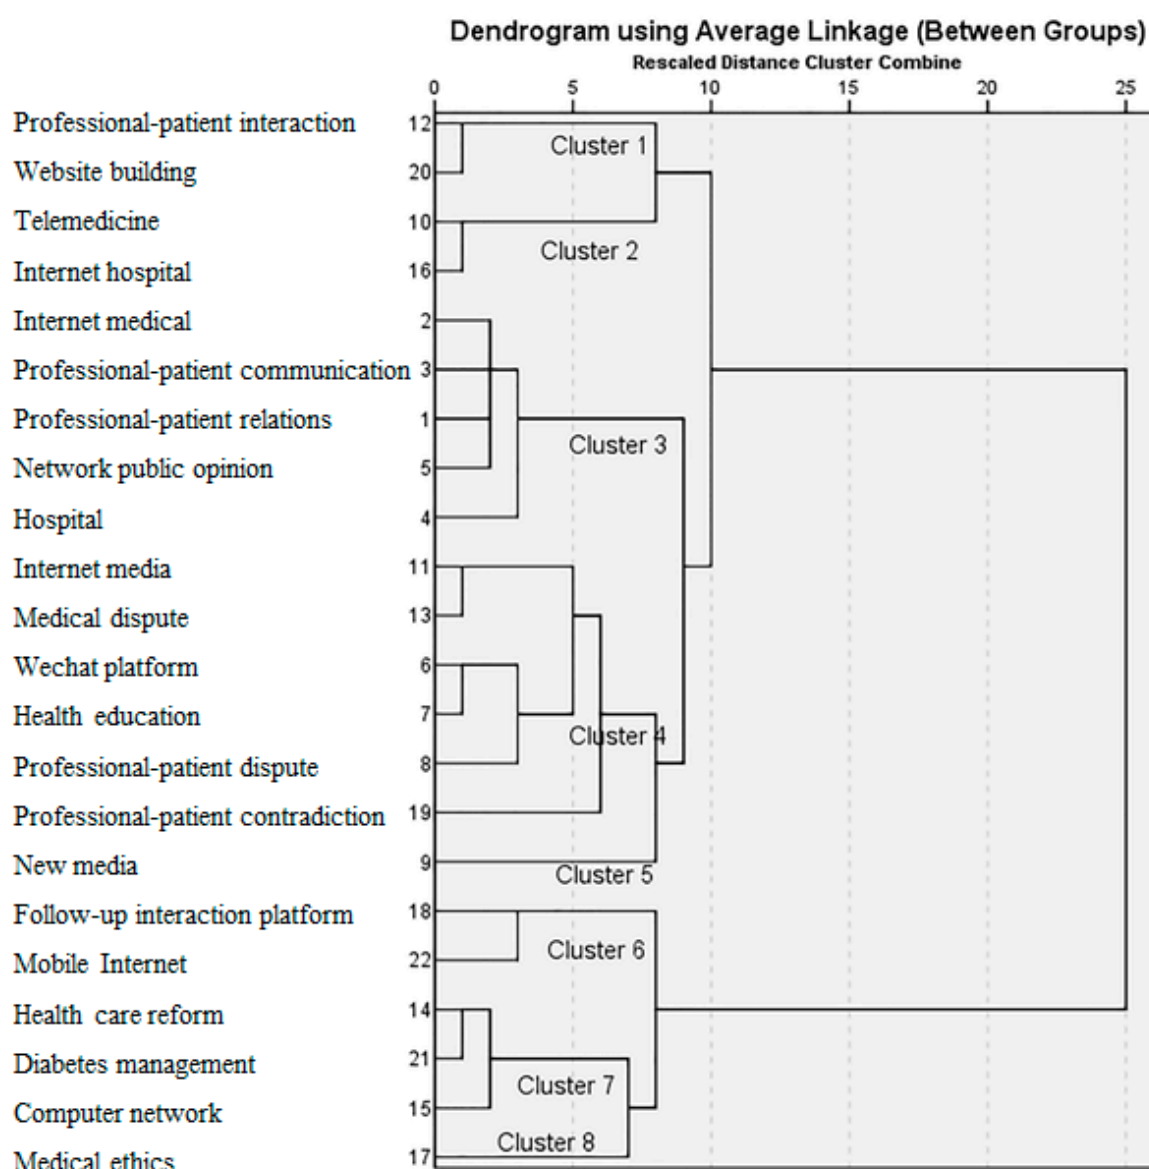 Dendrogram using Average Linkage (Between Groups)
Rescaled Distance Cluster Combine
0 5 10 15 20 25
Professional-patient interaction 12
Cluster 1
Website building 20
Telemedicine 10
Cluster 2
Internet hospital 16
Internet medical 2
Professional-patient communication 3
Professional-patient relations 1
Cluster 3
Network public opinion 5
Hospital 4
Internet media 11
Medical dispute 13
Wechat platform 6
Health education 7
Cluster 4
Professional-patient dispute 8
Professional-patient contradiction 19
New media 9
Cluster 5
Follow-up interaction platform 18
Cluster 6
Mobile Internet 22
Health care reform 14
Diabetes management 21
Cluster 7
Computer network 15
Cluster 8
Medical ethics 17